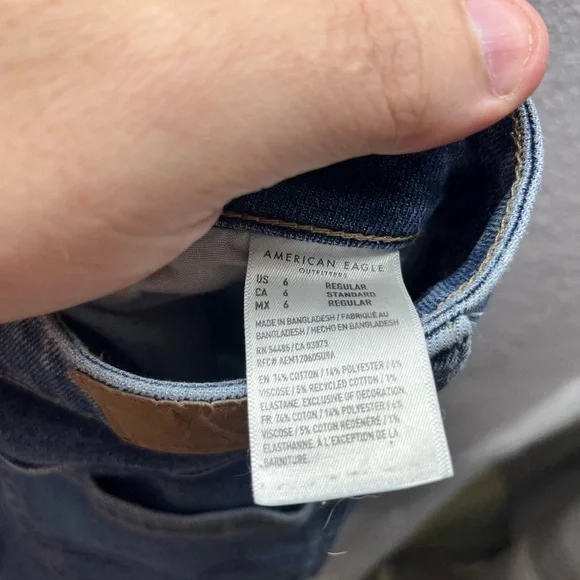 AMERICAN EAGLE
OUTFITTERS
US 6 REGULAR
CA 6 STANDARD
MX 6 REGULAR
MADE IN BANGLADESH / FABRIQUÉ AU
BANGLADESH / HECHO EN BANGLADESH
RN 54485/CA 03073
RFC# AEM120605U9A
EN 74% COTTON / 14% POLYESTER / 6%
VISCOSE / 5% RECYCLED COTTON / 1%
ELASTANE. EXCLUSIVE OF DECORATION.
FR 74% COTON / 14% POLYESTER / 6%
VISCOSE / 5% COTON RÉGÉNÉRÉ / 1%
ÉLASTHANNE. À L'EXCEPTION DE LA
GARNITURE.